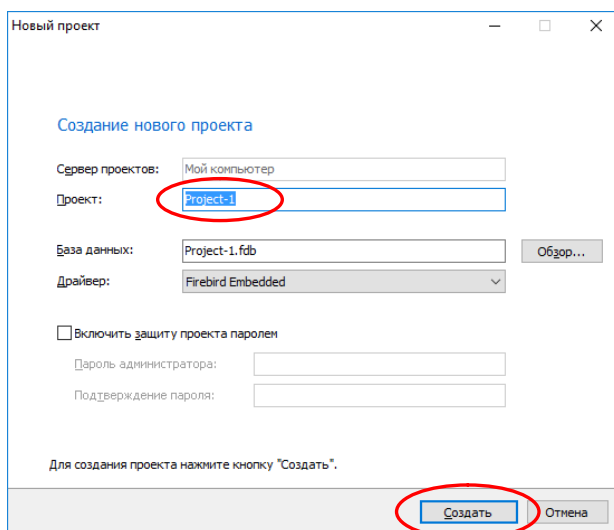 Новый проект
Создание нового проекта
Сервер проектов: Мой компьютер
Проект: Project-1
База данных: Project-1.fdb Обзор...
Драйвер: Firebird Embedded
Включить защиту проекта паролем
Пароль администратора:
Подтверждение пароля:
Для создания проекта нажмите кнопку "Создать".
Создать Отмена